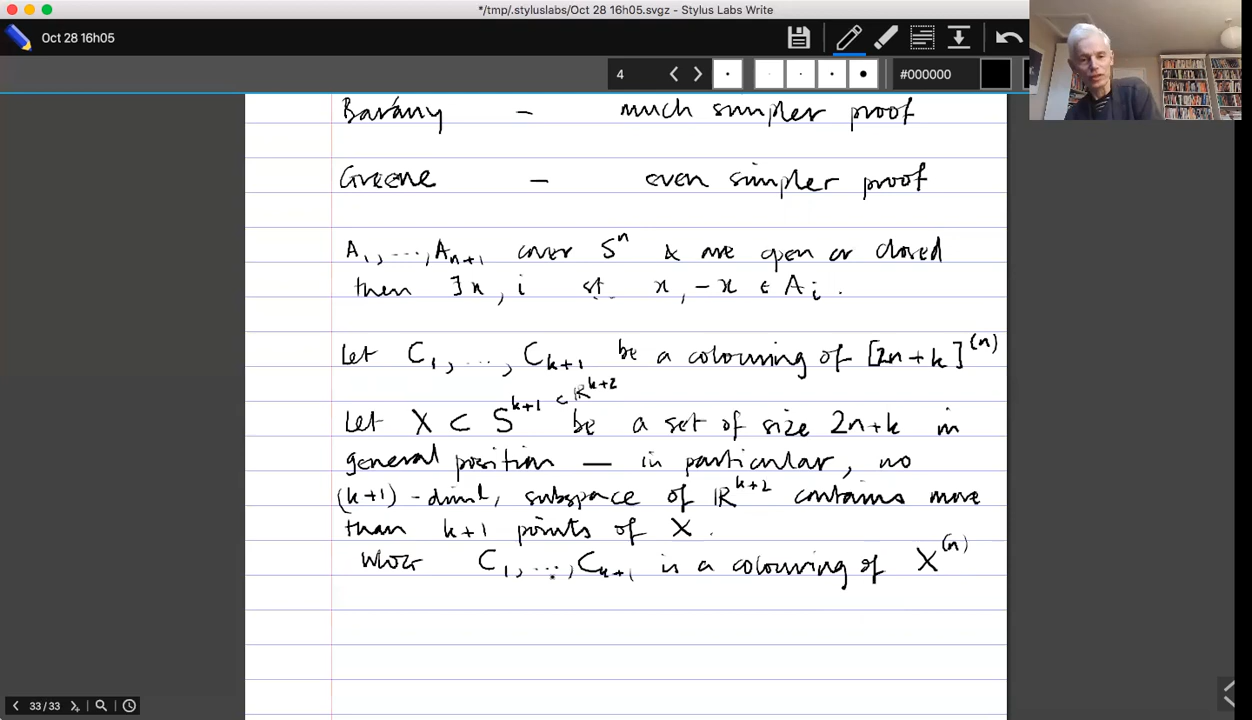 */tmp/.styluslabs/Oct 28 16h05.svgz - Stylus Labs Write
Oct 28 16h05
4
#000000
Barány — much simpler proof
Greene — even simpler proof
A₁, ..., Aₙ₊₁ cover Sⁿ & are open or closed
then ∃x, i st. x, -x ∈ Aᵢ.
Let C₁, ..., Cₖ₊₁ be a colouring of [2n+k]⁽ⁿ⁾
Let X ⊂ Sᵏ⁺¹ ⊂ ℝᵏ⁺² be a set of size 2n+k in
general position — in particular, no
(k+1)-diml. subspace of ℝᵏ⁺² contains more
than k+1 points of X.
WLOG C₁, ..., Cₖ₊₁ is a colouring of X⁽ⁿ⁾
33/33